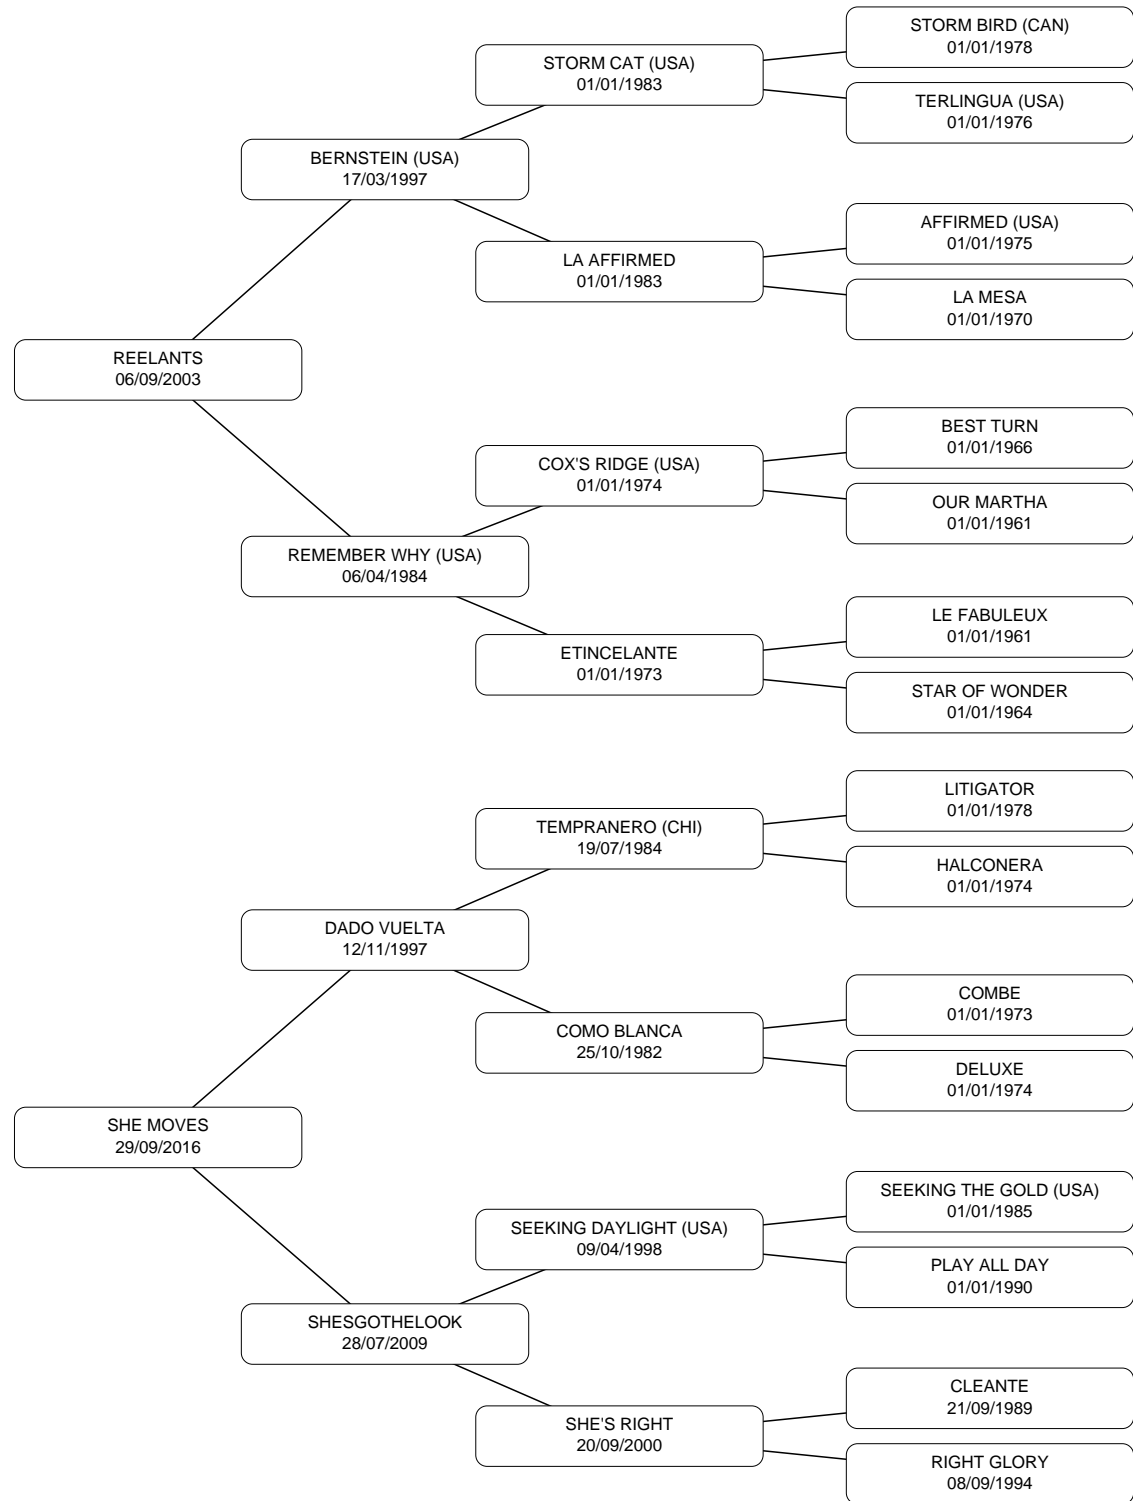 STORM BIRD (CAN)
01/01/1978
STORM CAT (USA)
01/01/1983
TERLINGUA (USA)
01/01/1976
BERNSTEIN (USA)
17/03/1997
AFFIRMED (USA)
01/01/1975
LA AFFIRMED
01/01/1983
LA MESA
01/01/1970
REELANTS
06/09/2003
BEST TURN
01/01/1966
COX'S RIDGE (USA)
01/01/1974
OUR MARTHA
01/01/1961
REMEMBER WHY (USA)
06/04/1984
LE FABULEUX
01/01/1961
ETINCELANTE
01/01/1973
STAR OF WONDER
01/01/1964
LITIGATOR
01/01/1978
TEMPRANERO (CHI)
19/07/1984
HALCONERA
01/01/1974
DADO VUELTA
12/11/1997
COMBE
01/01/1973
COMO BLANCA
25/10/1982
DELUXE
01/01/1974
SHE MOVES
29/09/2016
SEEKING THE GOLD (USA)
01/01/1985
SEEKING DAYLIGHT (USA)
09/04/1998
PLAY ALL DAY
01/01/1990
SHESGOTHELOOK
28/07/2009
CLEANTE
21/09/1989
SHE'S RIGHT
20/09/2000
RIGHT GLORY
08/09/1994